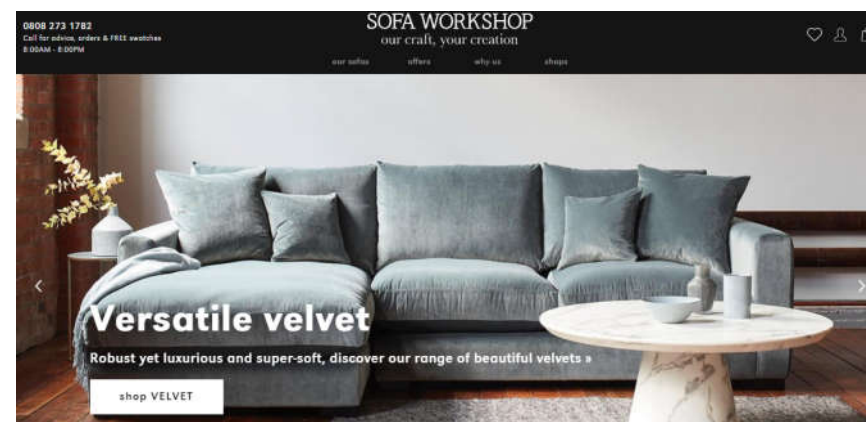 0808 273 1782
Call for advice, orders & FREE swatches
8:00AM - 8:00PM
SOFA WORKSHOP
our craft, your creation
our sofas offers why us shops
Versatile velvet
Robust yet luxurious and super-soft, discover our range of beautiful velvets »
shop VELVET